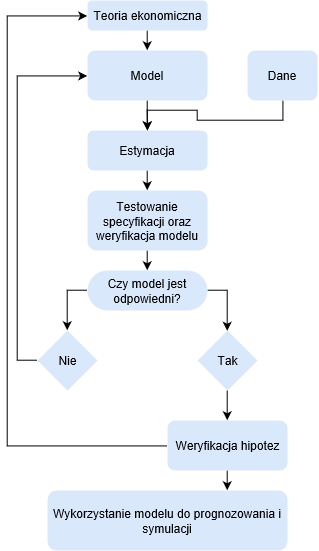 Teoria ekonomiczna
Model
Dane
Estymacja
Testowanie
specyfikacji oraz
weryfikacja modelu
Czy model jest
odpowiedni?
Nie
Tak
Weryfikacja hipotez
Wykorzystanie modelu do prognozowania i
symulacji